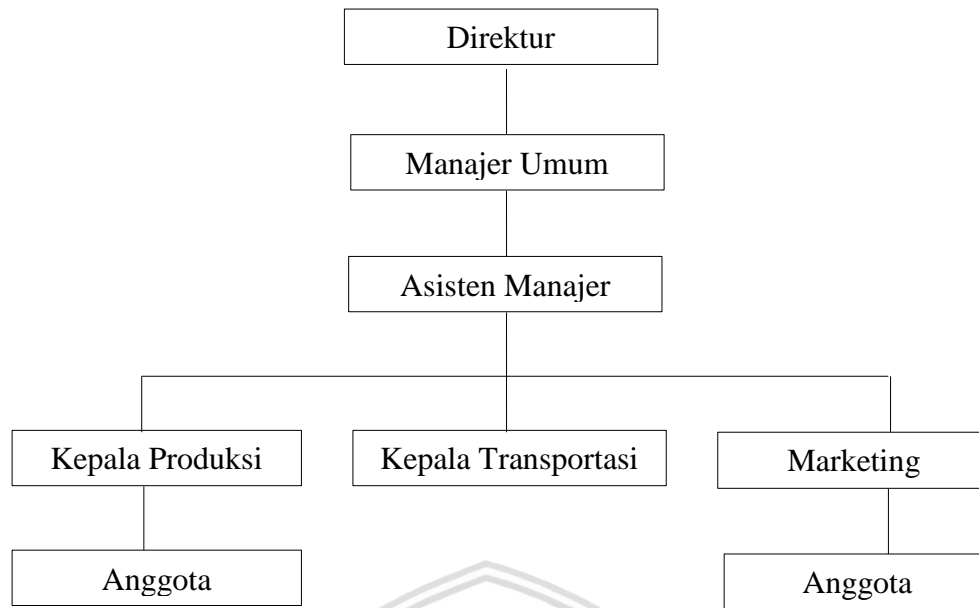 Direktur
Manajer Umum
Asisten Manajer
Kepala Produksi
Kepala Transportasi
Marketing
Anggota
Anggota